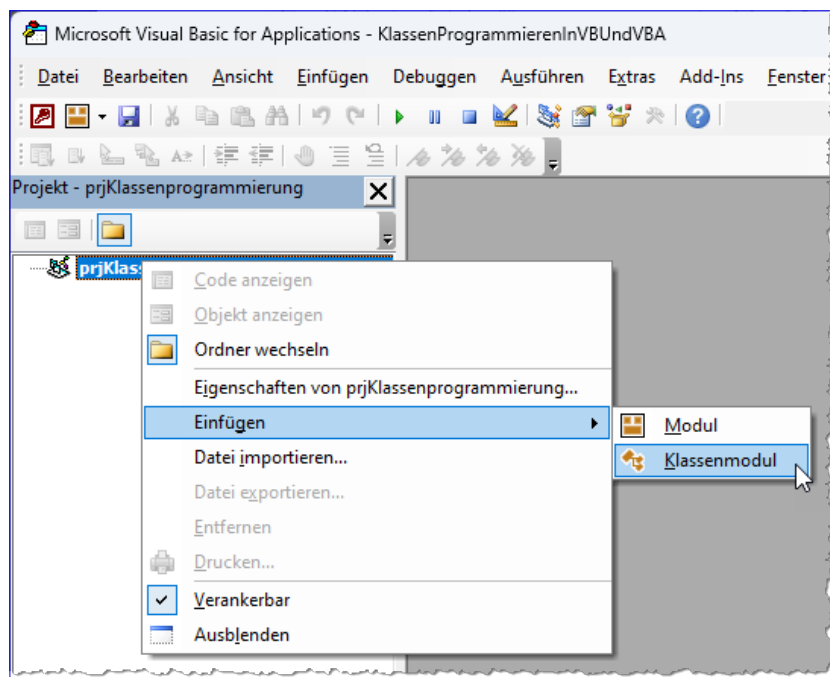 Microsoft Visual Basic for Applications - KlassenProgrammierenInVBUndVBA
Datei Bearbeiten Ansicht Einfügen Debuggen Ausführen Extras Add-Ins Fenster
Projekt - prjKlassenprogrammierung
prjKlas
Code anzeigen
Objekt anzeigen
Ordner wechseln
Eigenschaften von prjKlassenprogrammierung...
Einfügen
Modul
Klassenmodul
Datei importieren...
Datei exportieren...
Entfernen
Drucken...
Verankerbar
Ausblenden